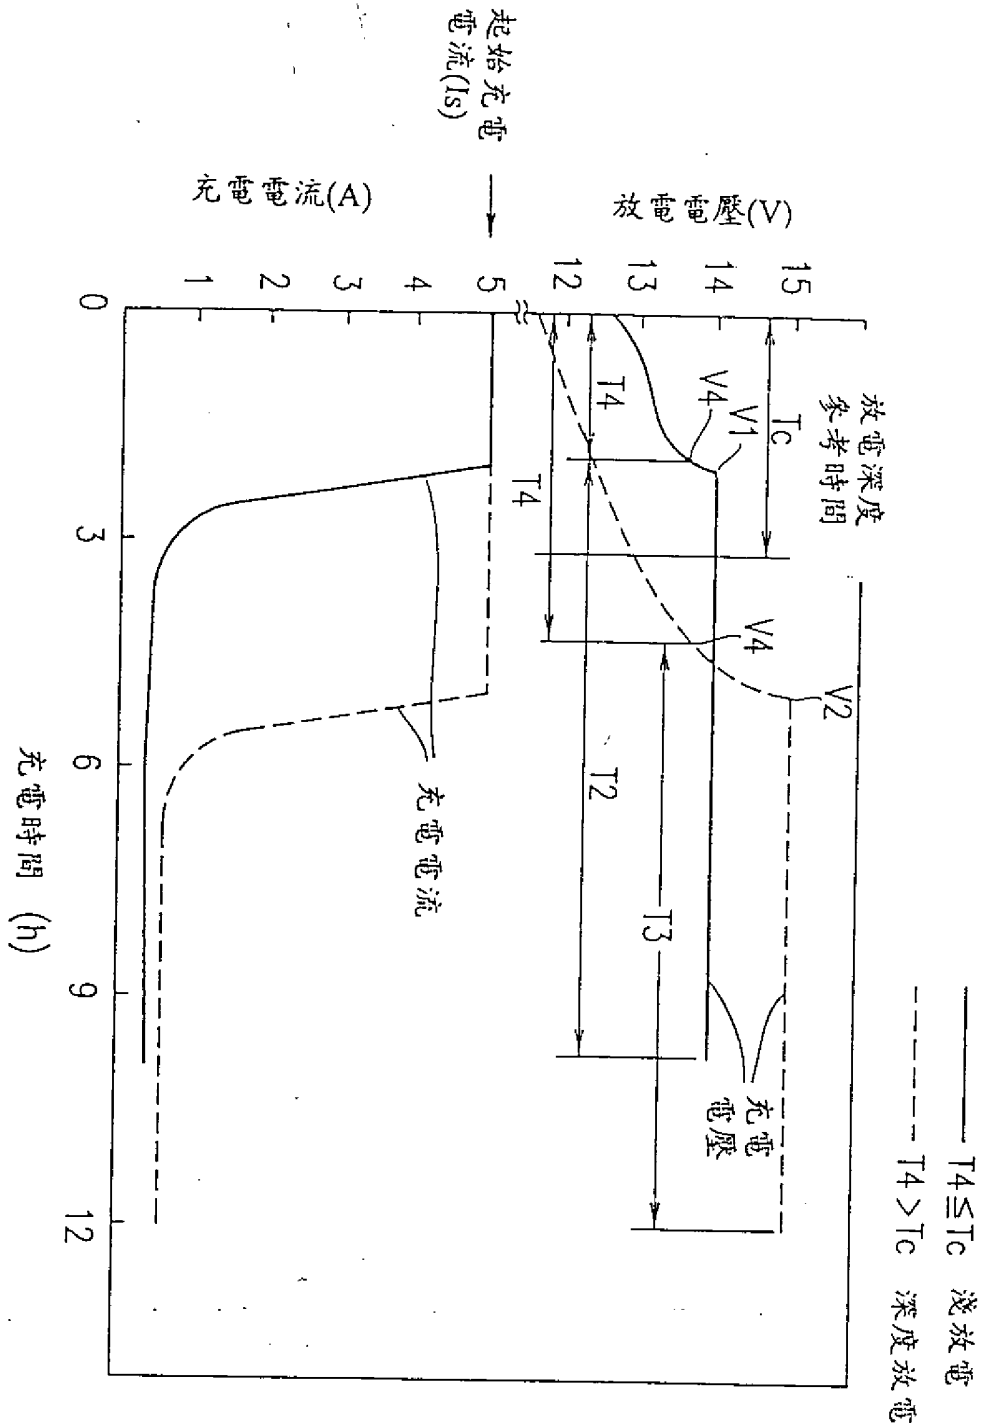 T4≦Tc 淺放電
T4>Tc 深度放電
放電深度
參考時間
Tc
15
14
13
12
放電電壓(V)
V1
V4
V2
V4
T4
T4
T2
T3
充電
電壓
起始充電
電流(Is)
5
4
3
2
1
0
充電電流(A)
充電電流
3
6
9
12
充電時間 (h)